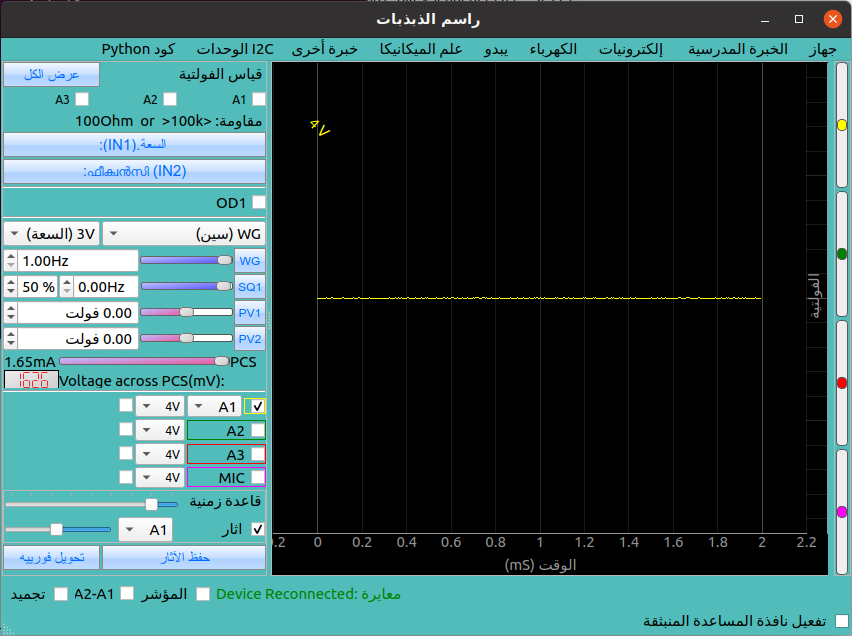 راسم الذبذبات
جهاز الخبرة المدرسية إلكترونيات الكهرباء يبدو علم الميكانيكا خبرة أخرى I2C الوحدات كود Python
قياس الفولتية عرض الكل
A1 A2 A3
مقاومة: <100Ohm or >100k
السعة.(IN1):
ഫ്രീക്വൻസി (IN2):
OD1
WG (سين) 3V (السعة)
WG 1.00Hz
SQ1 0.00Hz 50 %
PV1 0.00 فولت
PV2 0.00 فولت
PCS 1.65mA
Voltage across PCS(mV): 1626
A1 4V
A2 4V
A3 4V
MIC 4V
قاعدة زمنية
اثار A1
حفظ الآثار تحويل فورييه
4V
الفولتية
0.2 0 0.2 0.4 0.6 0.8 1 1.2 1.4 1.6 1.8 2 2.2
الوقت (mS)
تجميد A2-A1 المؤشر Device Reconnected: معايرة
تفعيل نافذة المساعدة المنبثقة